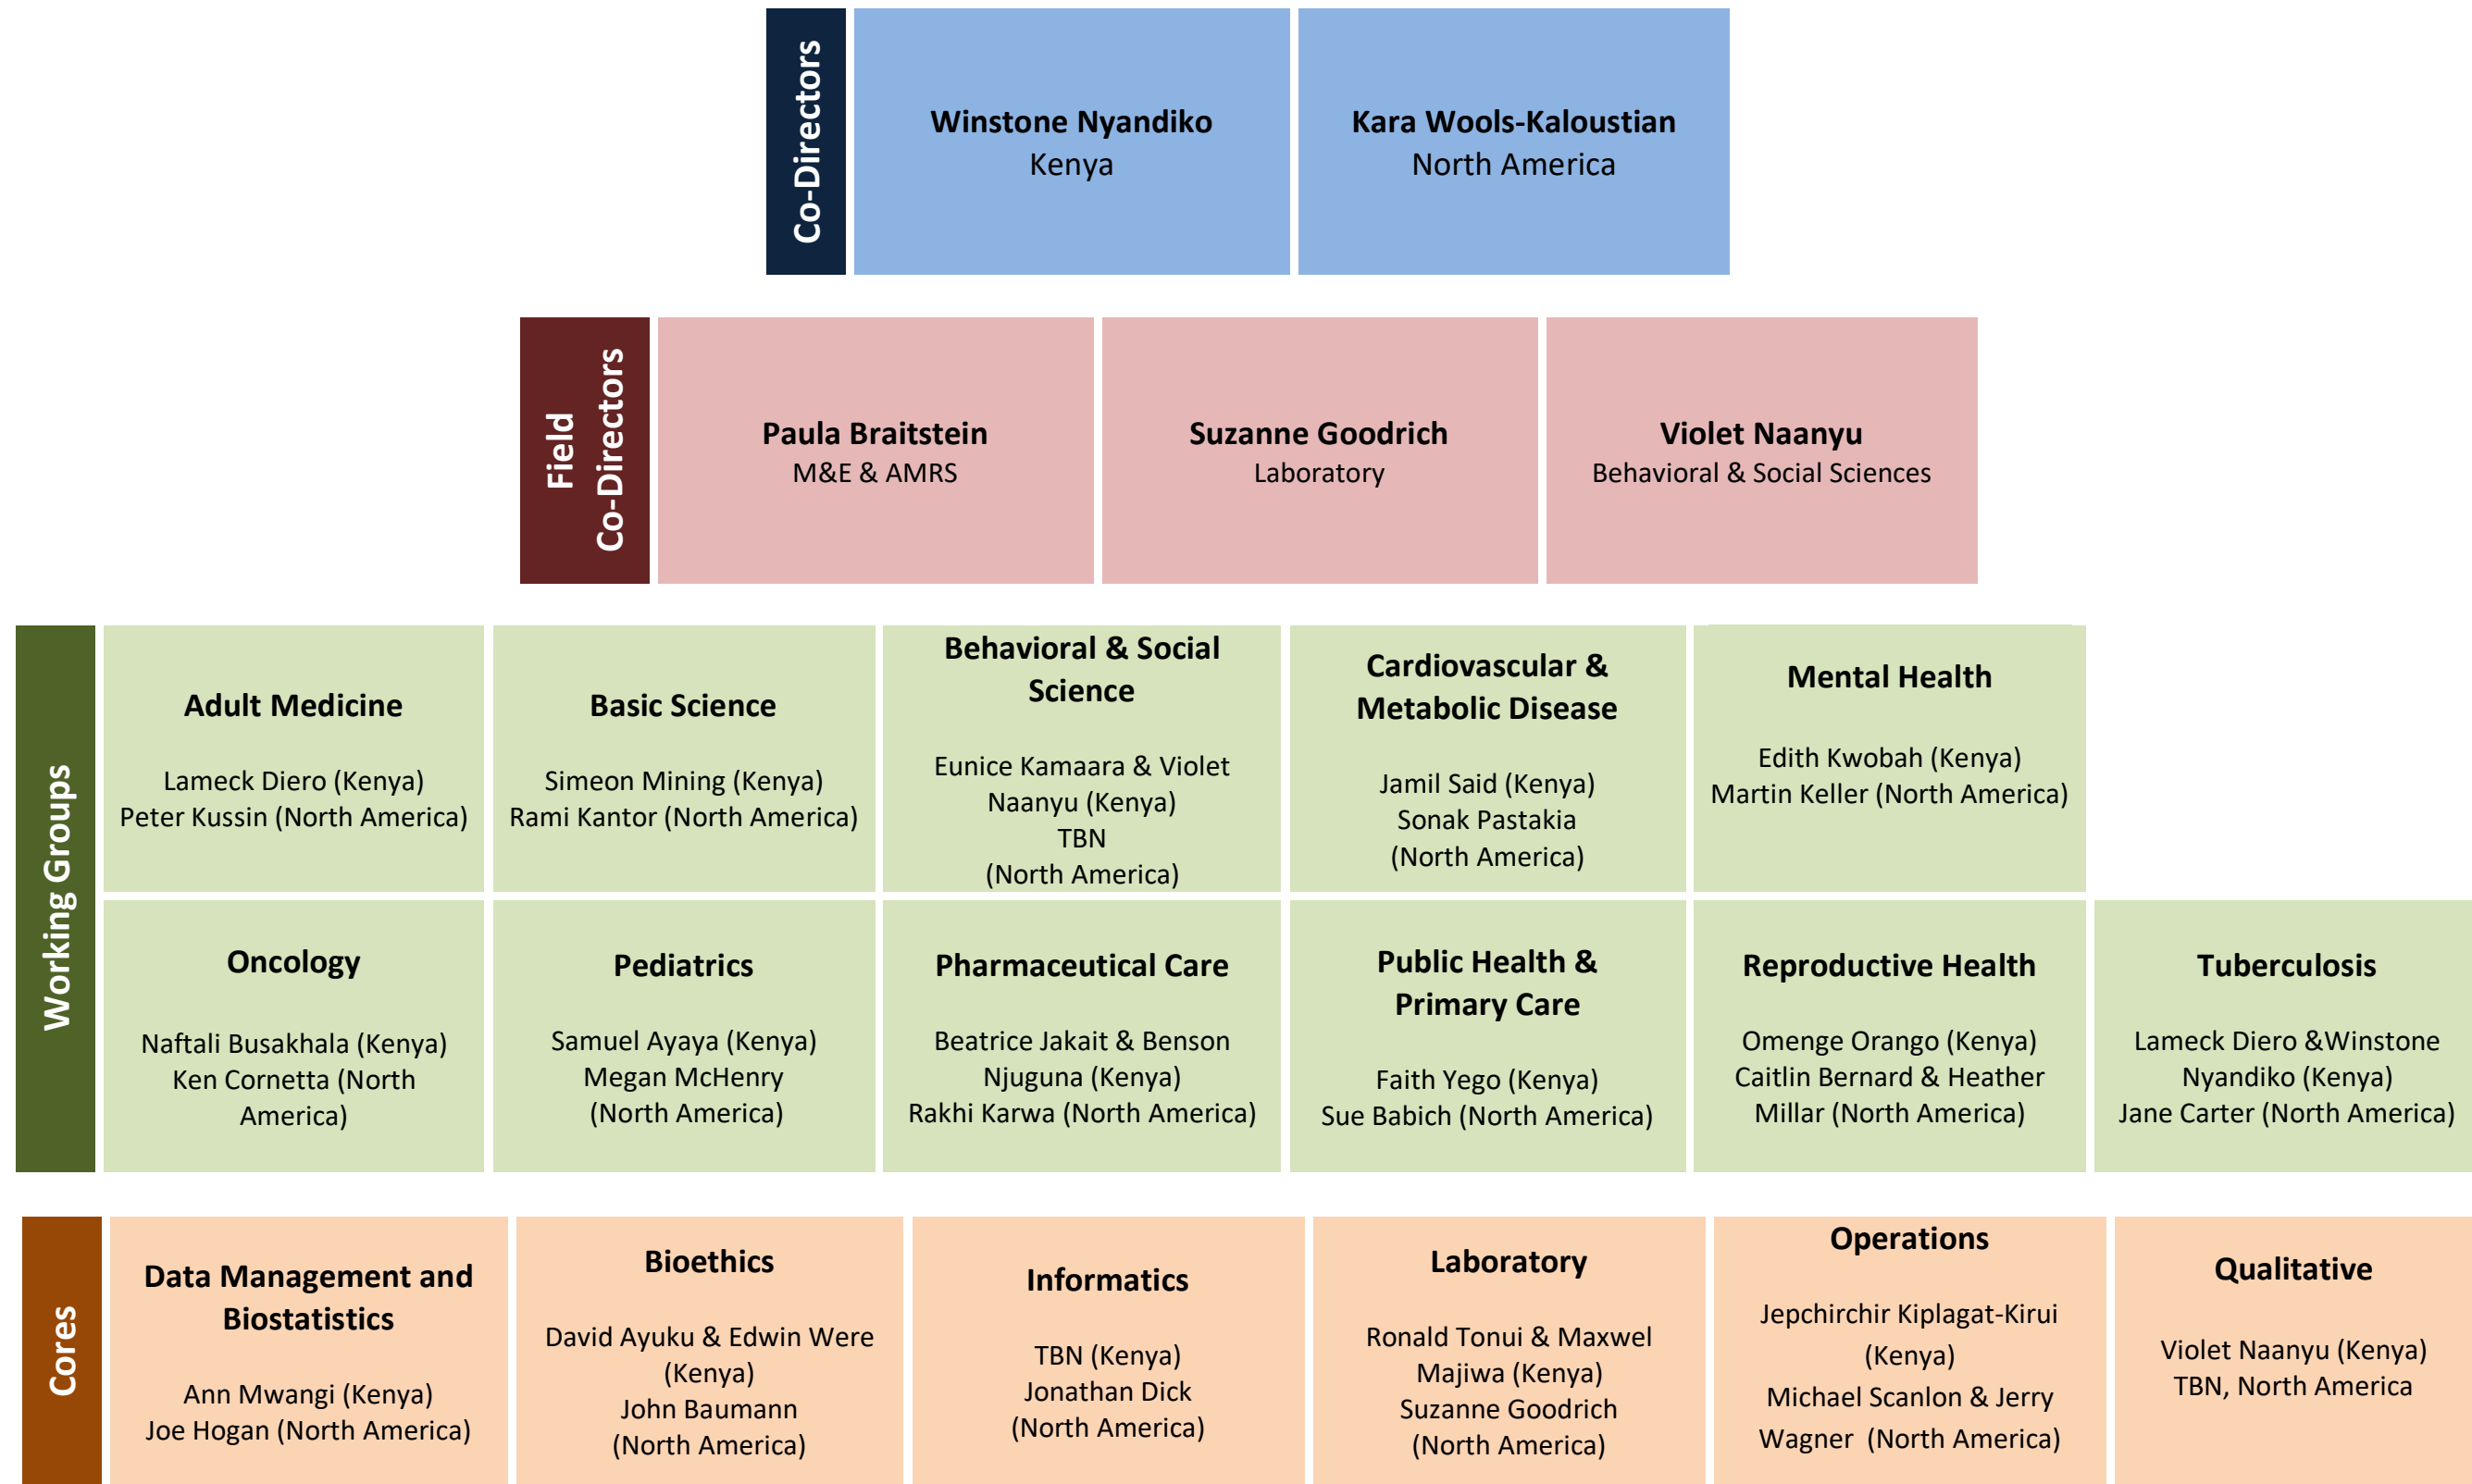 Co-Directors
Winstone Nyandiko
Kenya
Kara Wools-Kaloustian
North America
Field
Co-Directors
Paula Braitstein
M&E & AMRS
Suzanne Goodrich
Laboratory
Violet Naanyu
Behavioral & Social Sciences
Working Groups
Adult Medicine
Lameck Diero (Kenya)
Peter Kussin (North America)
Basic Science
Simeon Mining (Kenya)
Rami Kantor (North America)
Behavioral & Social
Science
Eunice Kamaara & Violet
Naanyu (Kenya)
TBN
(North America)
Cardiovascular &
Metabolic Disease
Jamil Said (Kenya)
Sonak Pastakia
(North America)
Mental Health
Edith Kwobah (Kenya)
Martin Keller (North America)
Oncology
Naftali Busakhala (Kenya)
Ken Cornetta (North
America)
Pediatrics
Samuel Ayaya (Kenya)
Megan McHenry
(North America)
Pharmaceutical Care
Beatrice Jakait & Benson
Njuguna (Kenya)
Rakhi Karwa (North America)
Public Health &
Primary Care
Faith Yego (Kenya)
Sue Babich (North America)
Reproductive Health
Omenge Orango (Kenya)
Caitlin Bernard & Heather
Millar (North America)
Tuberculosis
Lameck Diero &Winstone
Nyandiko (Kenya)
Jane Carter (North America)
Cores
Data Management and
Biostatistics
Ann Mwangi (Kenya)
Joe Hogan (North America)
Bioethics
David Ayuku & Edwin Were
(Kenya)
John Baumann
(North America)
Informatics
TBN (Kenya)
Jonathan Dick
(North America)
Laboratory
Ronald Tonui & Maxwel
Majiwa (Kenya)
Suzanne Goodrich
(North America)
Operations
Jepchirchir Kiplagat-Kirui
(Kenya)
Michael Scanlon & Jerry
Wagner (North America)
Qualitative
Violet Naanyu (Kenya)
TBN, North America